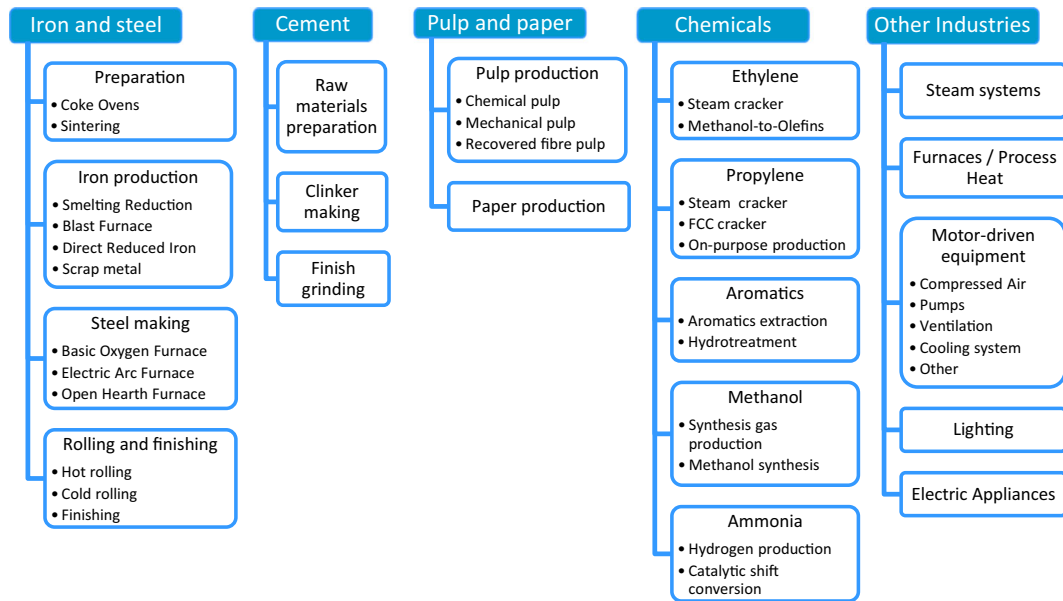 Iron and steel
Preparation
• Coke Ovens
• Sintering
Iron production
• Smelting Reduction
• Blast Furnace
• Direct Reduced Iron
• Scrap metal
Steel making
• Basic Oxygen Furnace
• Electric Arc Furnace
• Open Hearth Furnace
Rolling and finishing
• Hot rolling
• Cold rolling
• Finishing
Cement
Raw
materials
preparation
Clinker
making
Finish
grinding
Pulp and paper
Pulp production
• Chemical pulp
• Mechanical pulp
• Recovered fibre pulp
Paper production
Chemicals
Ethylene
• Steam cracker
• Methanol-to-Olefins
Propylene
• Steam cracker
• FCC cracker
• On-purpose production
Aromatics
• Aromatics extraction
• Hydrotreatment
Methanol
• Synthesis gas
production
• Methanol synthesis
Ammonia
• Hydrogen production
• Catalytic shift
conversion
Other Industries
Steam systems
Furnaces / Process
Heat
Motor-driven
equipment
• Compressed Air
• Pumps
• Ventilation
• Cooling system
• Other
Lighting
Electric Appliances